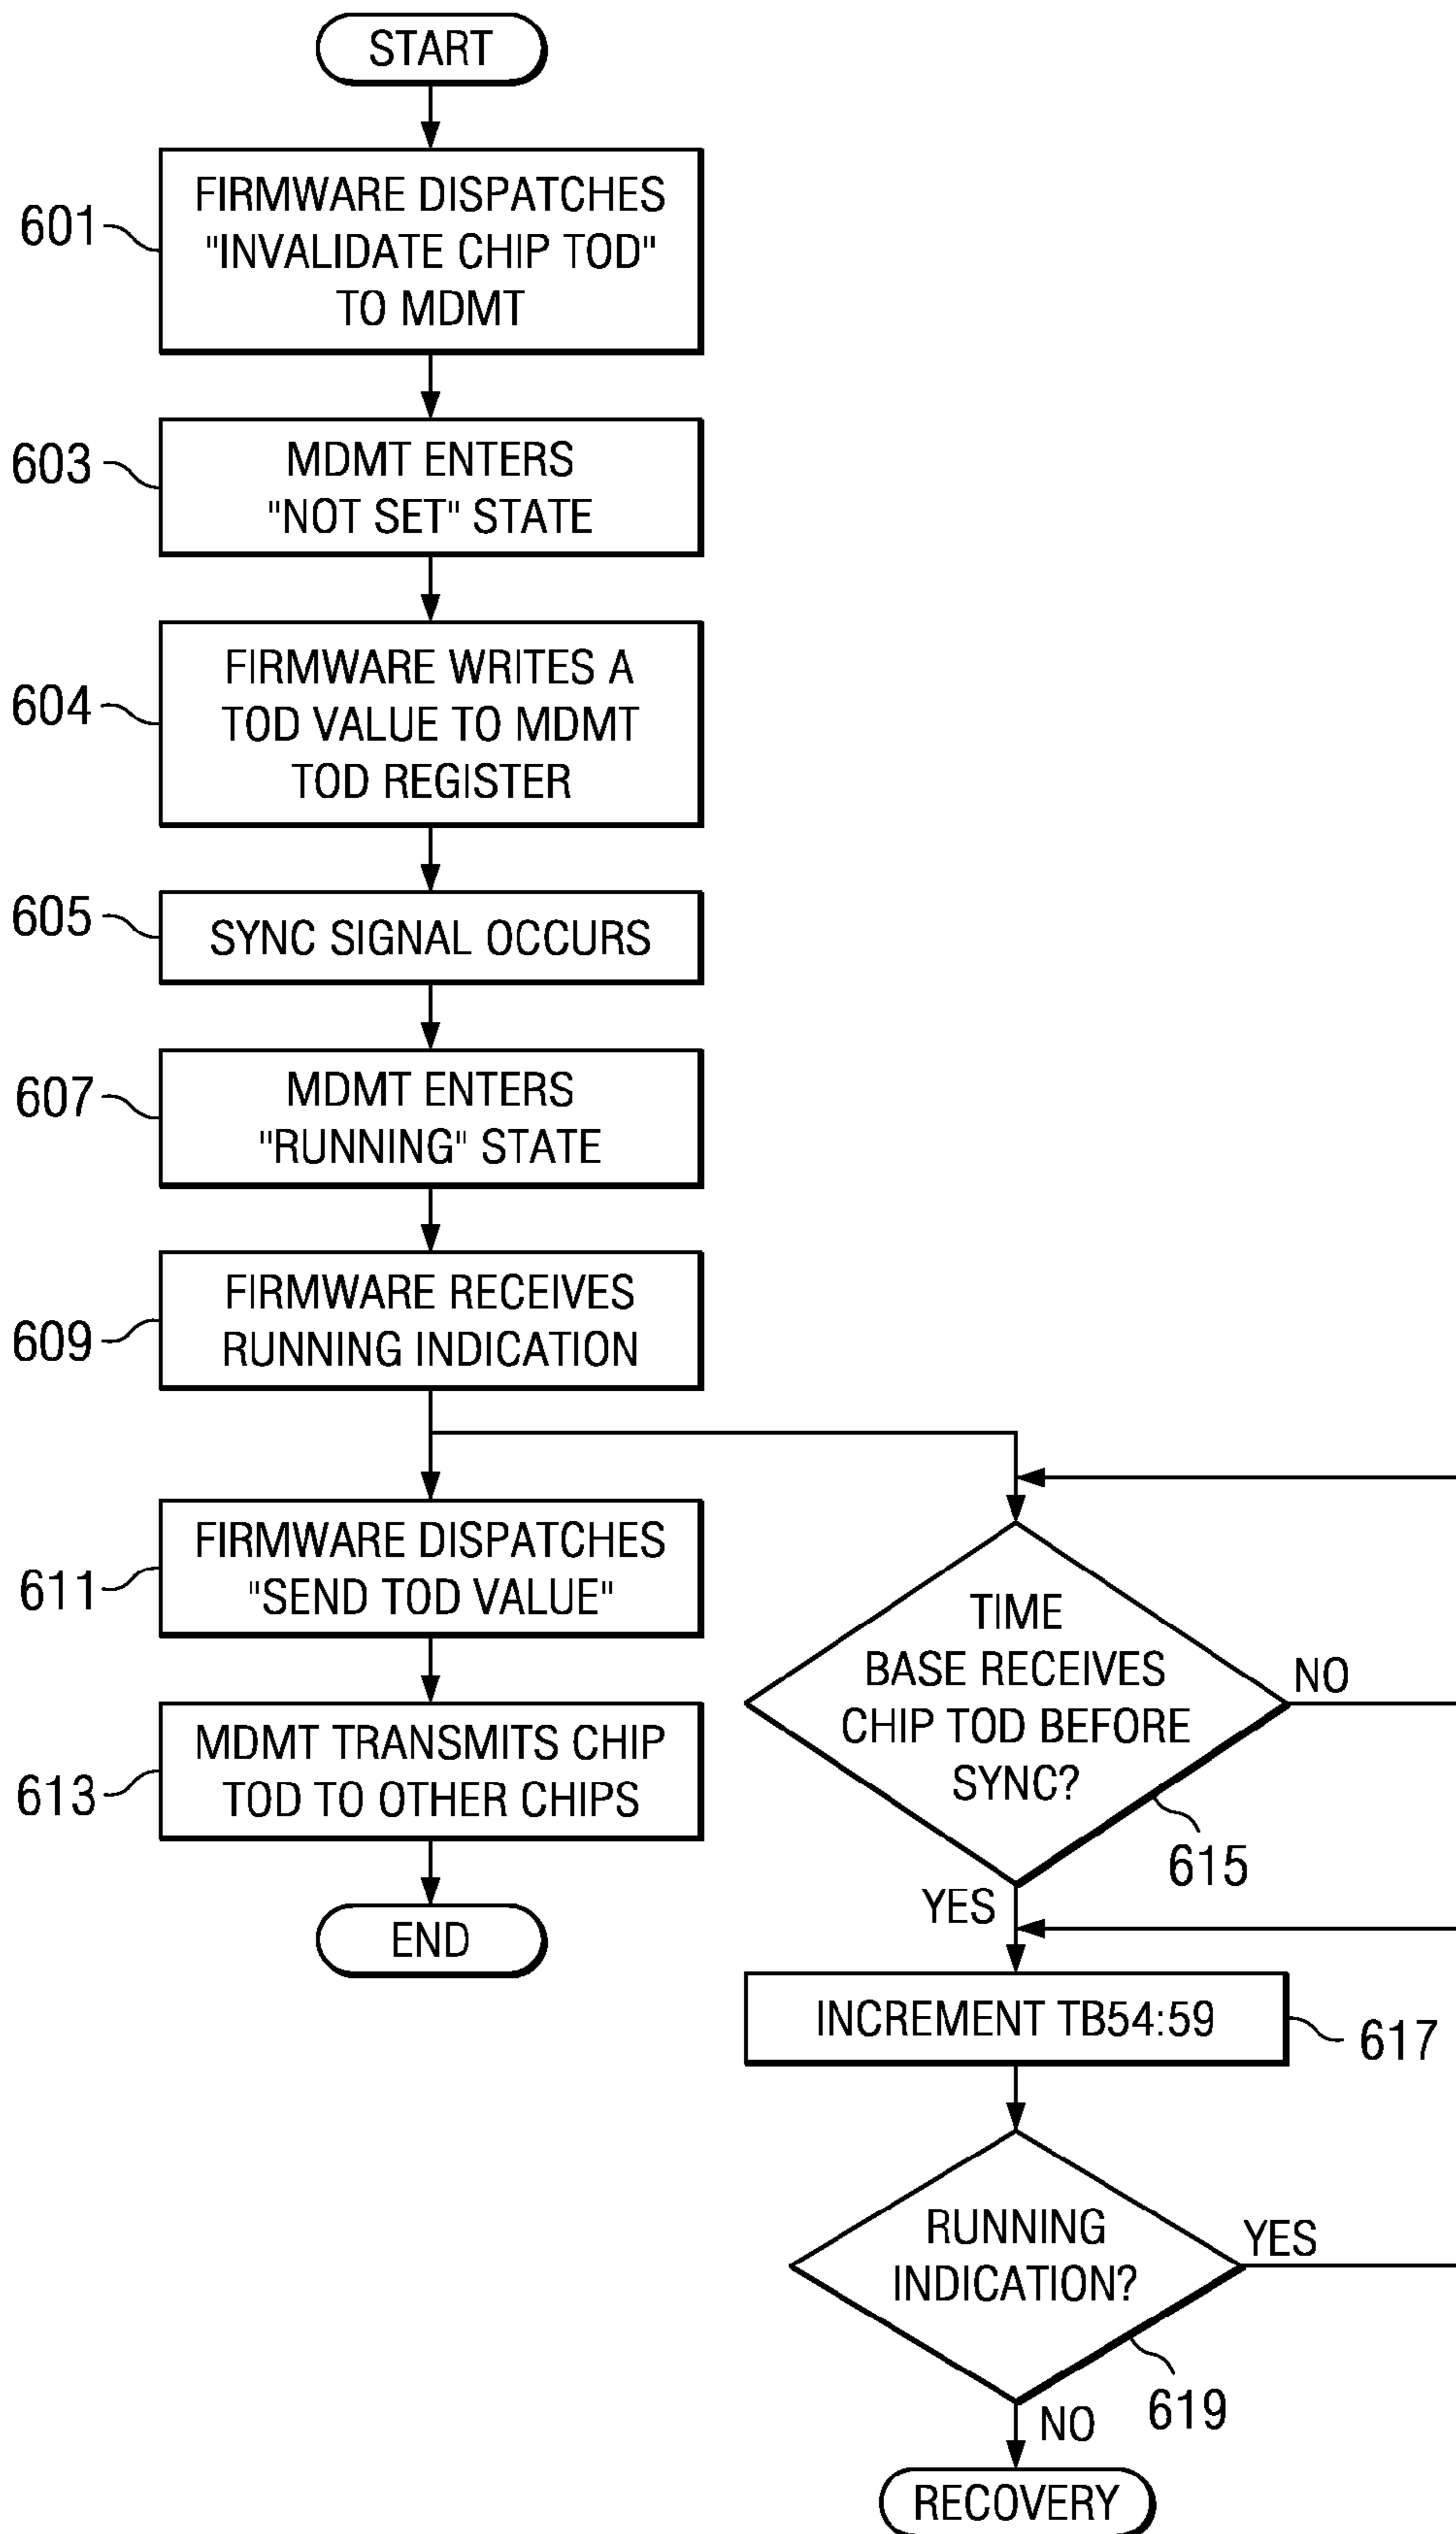 START
601
FIRMWARE DISPATCHES
"INVALIDATE CHIP TOD"
TO MDMT
603
MDMT ENTERS
"NOT SET" STATE
604
FIRMWARE WRITES A
TOD VALUE TO MDMT
TOD REGISTER
605
SYNC SIGNAL OCCURS
607
MDMT ENTERS
"RUNNING" STATE
609
FIRMWARE RECEIVES
RUNNING INDICATION
611
FIRMWARE DISPATCHES
"SEND TOD VALUE"
613
MDMT TRANSMITS CHIP
TOD TO OTHER CHIPS
END
TIME
BASE RECEIVES
CHIP TOD BEFORE
SYNC?
NO
615
YES
INCREMENT TB54:59
617
RUNNING
INDICATION?
YES
619
NO
RECOVERY